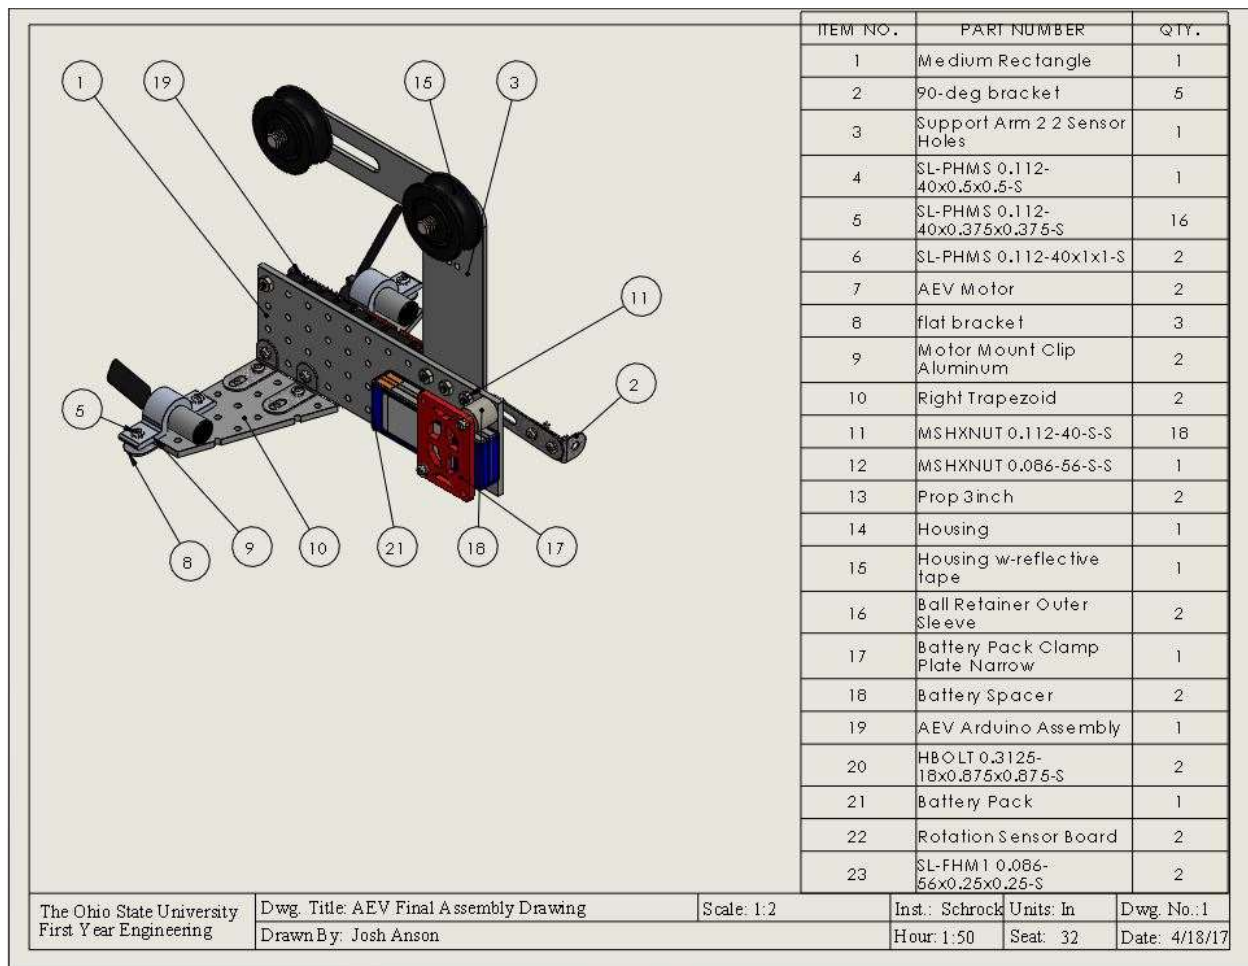 1
19
15
3
11
2
5
8
9
10
21
18
17
ITEM NO. PART NUMBER QTY.
1 Medium Rectangle 1
2 90-deg bracket 5
3 Support Arm 2 2 Sensor
Holes 1
4 SL-PHMS 0.112-
40x0.5x0.5-S 1
5 SL-PHMS 0.112-
40x0.375x0.375-S 16
6 SL-PHMS 0.112-40x1x1-S 2
7 AEV Motor 2
8 flat bracket 3
9 Motor Mount Clip
Aluminum 2
10 Right Trapezoid 2
11 MSHXNUT 0.112-40-S-S 18
12 MSHXNUT 0.086-56-S-S 1
13 Prop 3inch 2
14 Housing 1
15 Housing w-reflective
tape 1
16 Ball Retainer Outer
Sleeve 2
17 Battery Pack Clamp
Plate Narrow 1
18 Battery Spacer 2
19 AEV Arduino Assembly 1
20 HBOLT 0.3125-
18x0.875x0.875-S 2
21 Battery Pack 1
22 Rotation Sensor Board 2
23 SL-FHM1 0.086-
56x0.25x0.25-S 2
The Ohio State University
First Year Engineering
Dwg. Title: AEV Final Assembly Drawing Scale: 1:2 Inst.: Schrock Units: In Dwg. No.:1
Drawn By: Josh Anson Hour: 1:50 Seat: 32 Date: 4/18/17